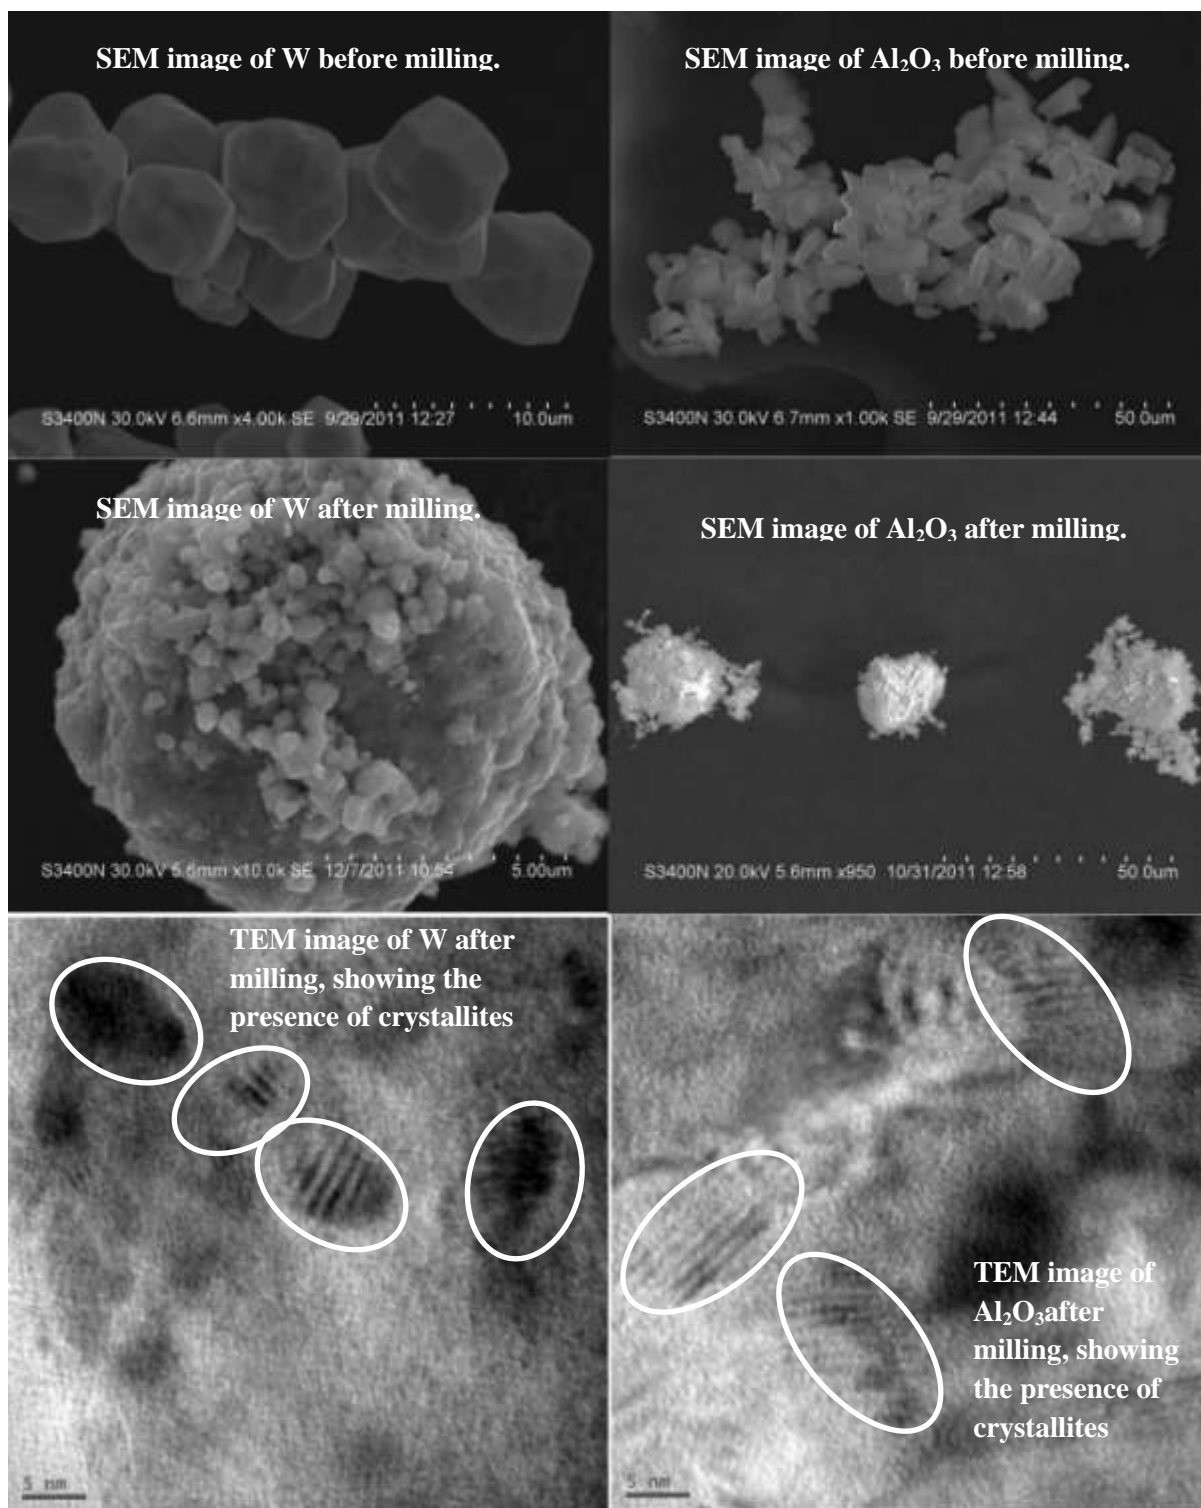 SEM image of W before milling.
SEM image of Al₂O₃ before milling.
S3400N 30.0kV 6.6mm x4.00k SE 9/29/2011 12:27 10.0um
S3400N 30.0kV 6.7mm x1.00k SE 9/29/2011 12:44 50.0um
SEM image of W after milling.
SEM image of Al₂O₃ after milling.
S3400N 30.0kV 5.6mm x10.0k SE 12/7/2011 10:54 5.00um
S3400N 20.0kV 5.6mm x950 10/31/2011 12:58 50.0um
TEM image of W after
milling, showing the
presence of crystallites
TEM image of
Al₂O₃after
milling, showing
the presence of
crystallites
5 nm
5 nm